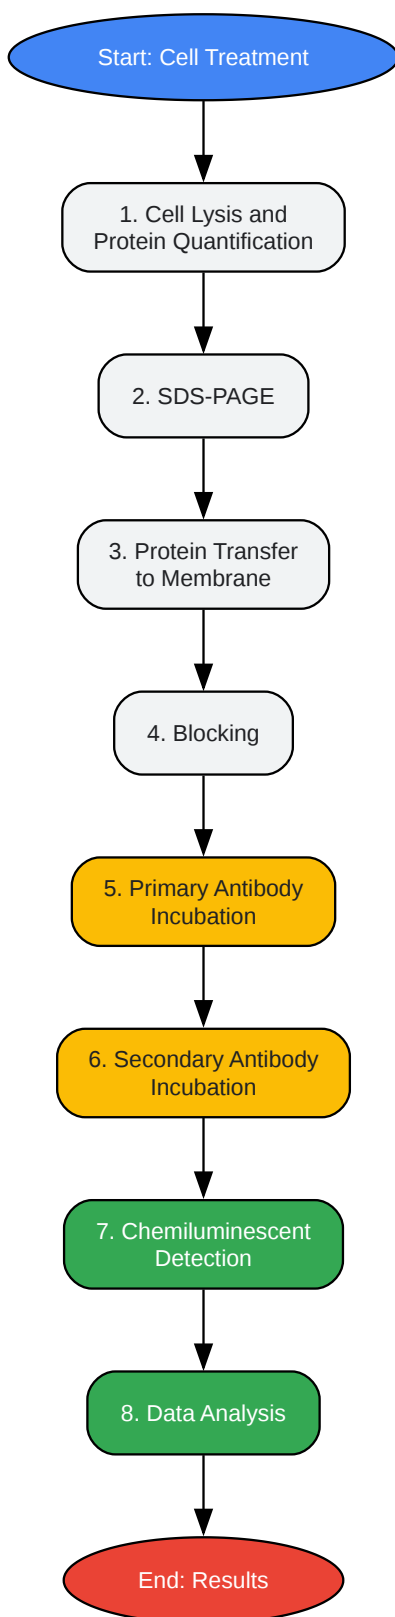 Start: Cell Treatment
1. Cell Lysis and
Protein Quantification
2. SDS-PAGE
3. Protein Transfer
to Membrane
4. Blocking
5. Primary Antibody
Incubation
6. Secondary Antibody
Incubation
7. Chemiluminescent
Detection
8. Data Analysis
End: Results